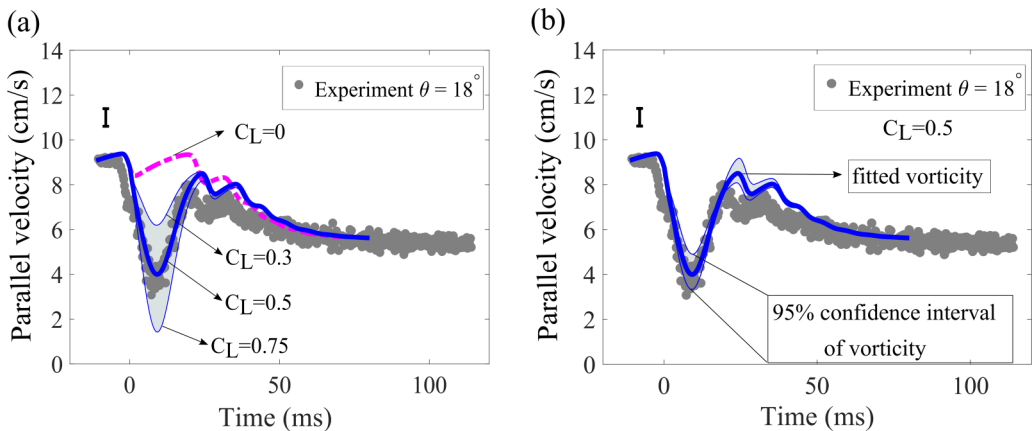 (a)
Parallel velocity (cm/s)
14
12
10
8
6
4
2
0
Experiment θ = 18°
C_L=0
C_L=0.3
C_L=0.5
C_L=0.75
0
50
100
Time (ms)
(b)
Parallel velocity (cm/s)
14
12
10
8
6
4
2
0
Experiment θ = 18°
C_L=0.5
fitted vorticity
95% confidence interval
of vorticity
0
50
100
Time (ms)